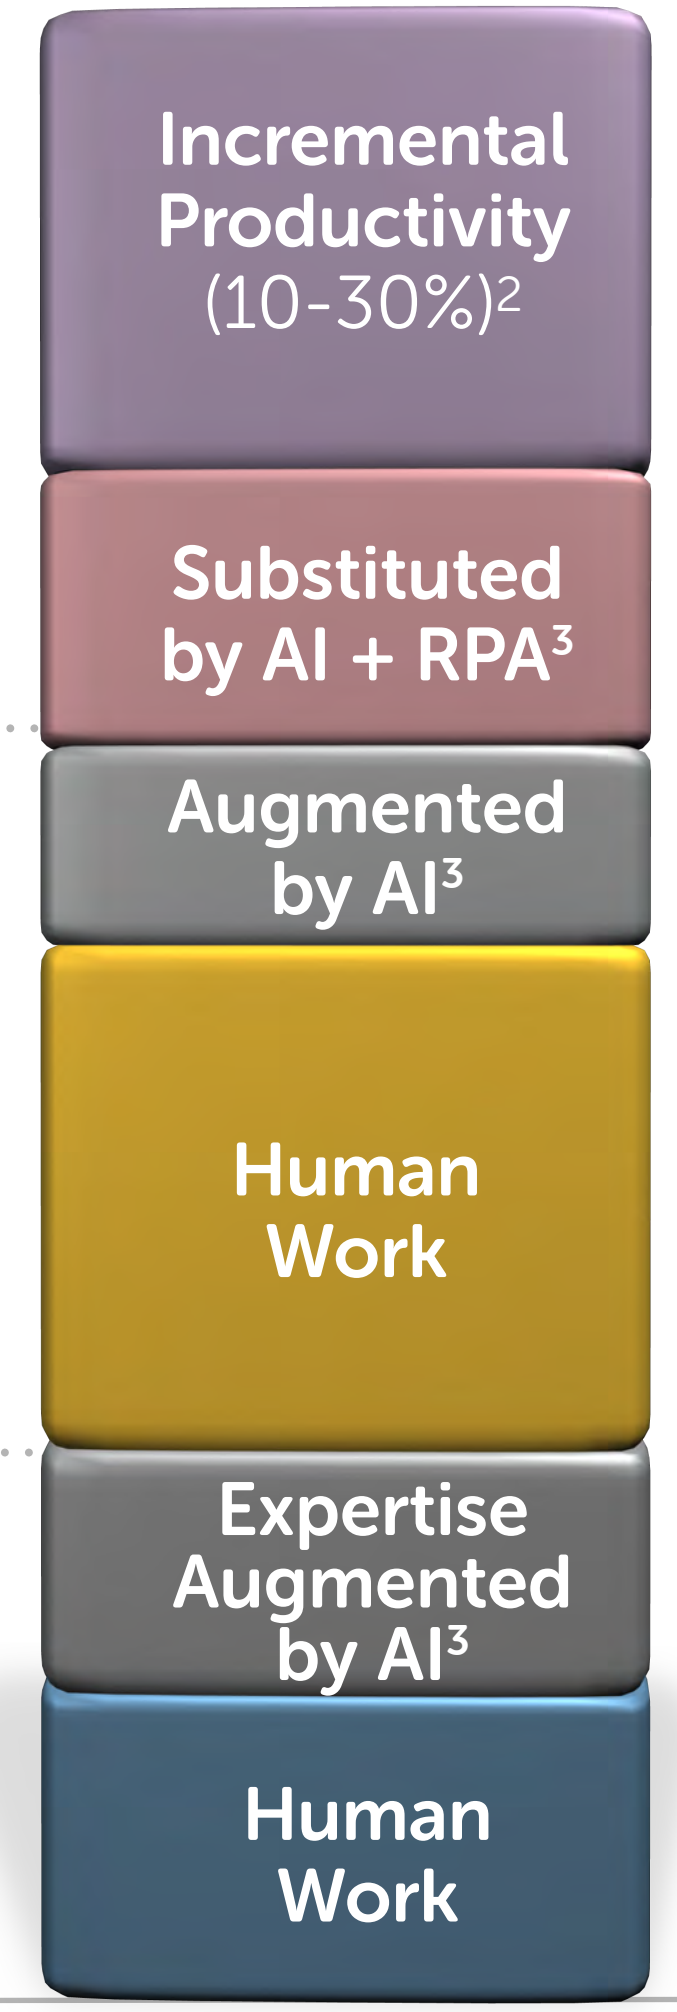 Incremental
Productivity
(10-30%)²
Substituted
by AI + RPA³
Augmented
by AI³
Human
Work
Expertise
Augmented
by AI³
Human
Work